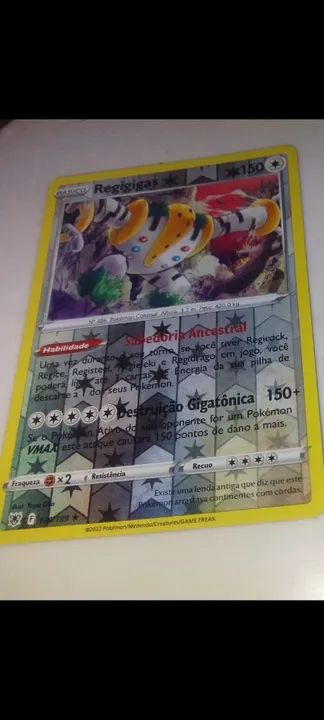 BÁSICO Regigigas 150
Nº 486 Pokémon Colossal Altura: 3,7 m Peso: 420,0 kg
Habilidade Sabedoria Ancestral
Uma vez durante o seu turno, se você tiver Regirock,
Regice, Registeel, Regieleki e Regidrago em jogo, você
poderá ligar até 3 cartas de Energia da sua pilha de
descarte a 1 dos seus Pokémon.
Destruição Gigatônica 150+
Se o Pokémon Ativo do seu oponente for um Pokémon
VMAX, este ataque causará 150 pontos de dano a mais.
Fraqueza ×2 Resistência Recuo
Existe uma lenda antiga que diz que este
Pokémon arrastava continentes com cordas.
Illus.
F /189
©2022 Pokémon/Nintendo/Creatures/GAME FREAK